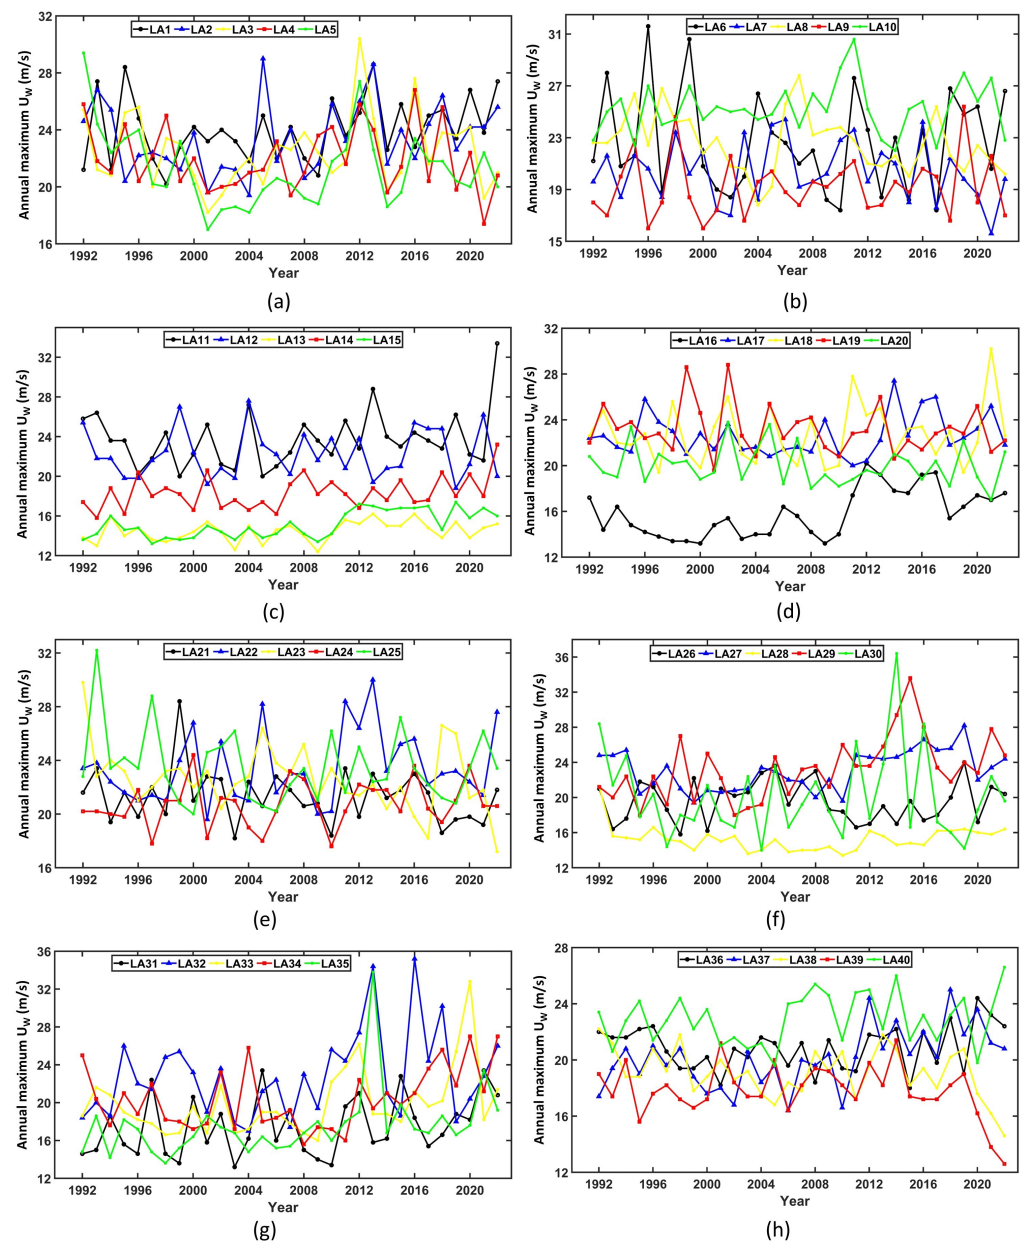 LA1 LA2 LA3 LA4 LA5
Annual maximum U_W (m/s)
32
28
24
20
16
1992 1996 2000 2004 2008 2012 2016 2020
Year
(a)
LA6 LA7 LA8 LA9 LA10
Annual maximum U_W (m/s)
31
27
23
19
15
1992 1996 2000 2004 2008 2012 2016 2020
Year
(b)
LA11 LA12 LA13 LA14 LA15
Annual maximum U_W (m/s)
32
28
24
20
16
12
1992 1996 2000 2004 2008 2012 2016 2020
Year
(c)
LA16 LA17 LA18 LA19 LA20
Annual maximum U_W (m/s)
32
28
24
20
16
12
1992 1996 2000 2004 2008 2012 2016 2020
Year
(d)
LA21 LA22 LA23 LA24 LA25
Annual maximum U_W (m/s)
32
28
24
20
16
1992 1996 2000 2004 2008 2012 2016 2020
Year
(e)
LA26 LA27 LA28 LA29 LA30
Annual maximum U_W (m/s)
36
32
28
24
20
16
12
1992 1996 2000 2004 2008 2012 2016 2020
Year
(f)
LA31 LA32 LA33 LA34 LA35
Annual maximum U_W (m/s)
36
32
28
24
20
16
12
1992 1996 2000 2004 2008 2012 2016 2020
Year
(g)
LA36 LA37 LA38 LA39 LA40
Annual maximum U_W (m/s)
28
24
20
16
12
1992 1996 2000 2004 2008 2012 2016 2020
Year
(h)